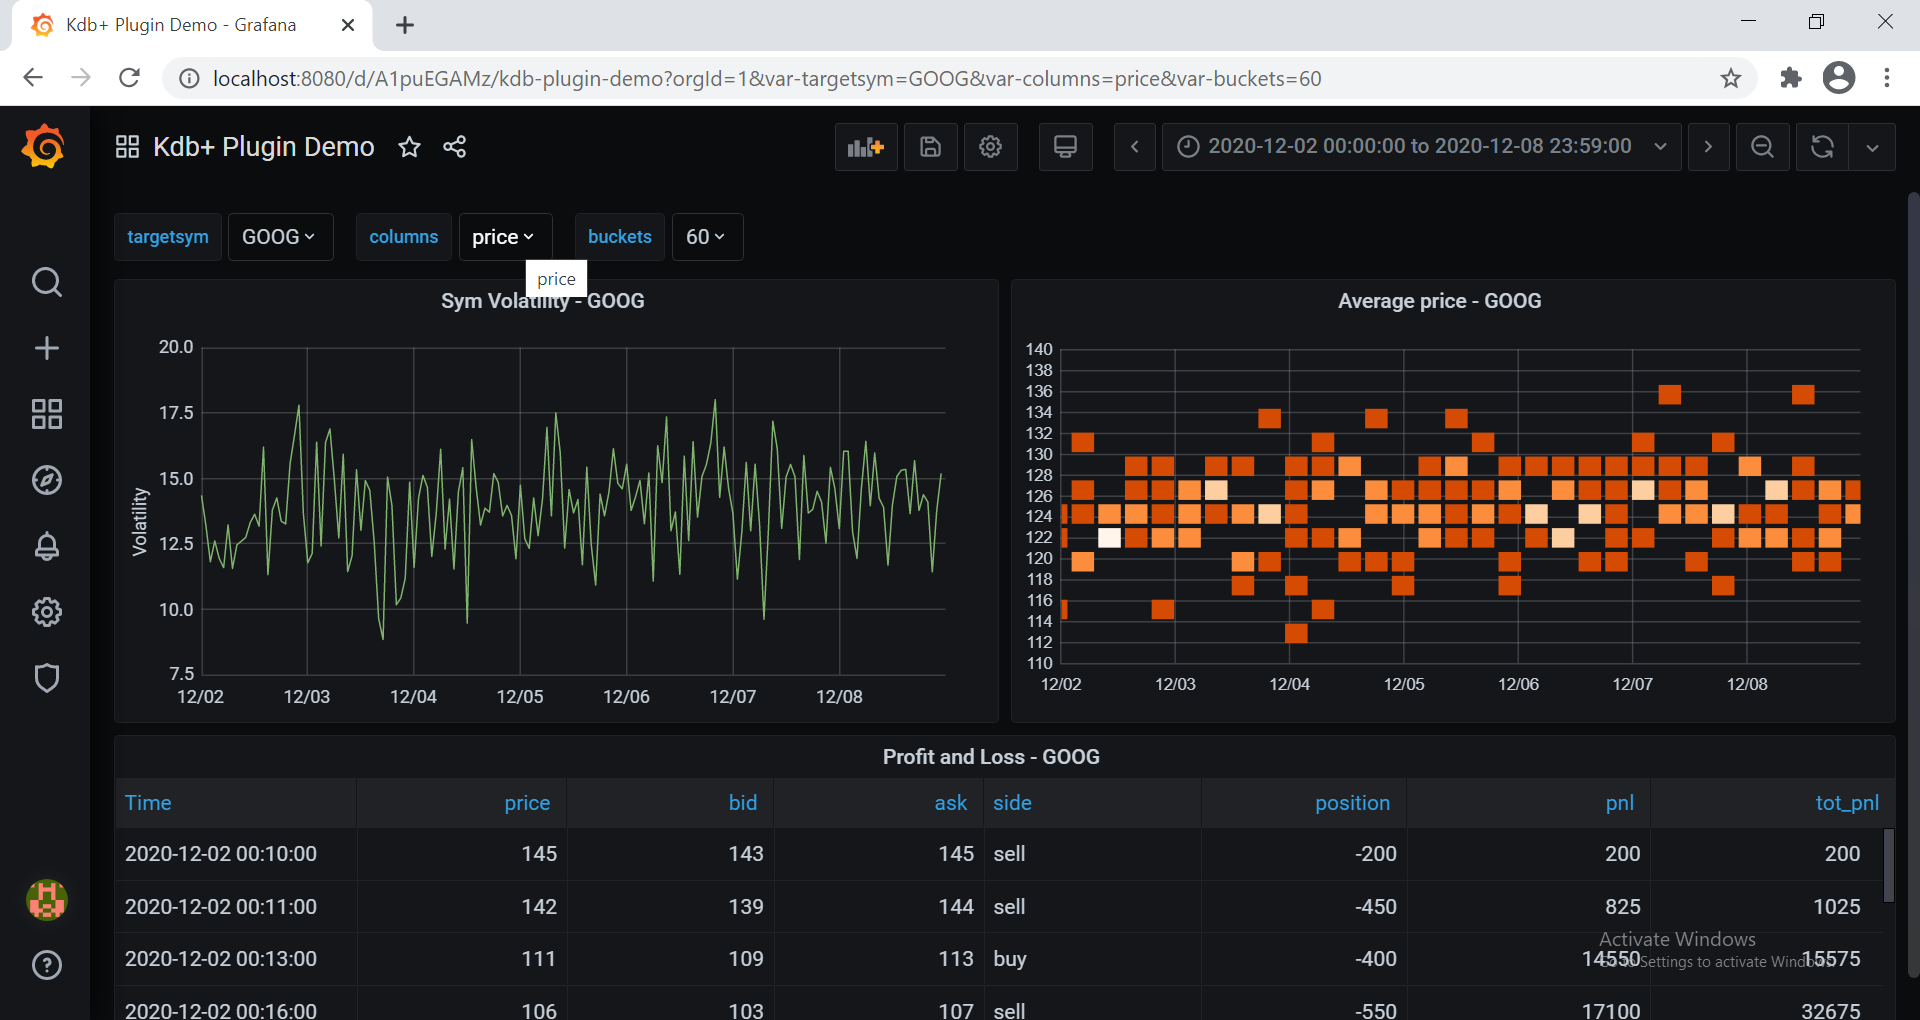 Kdb+ Plugin Demo - Grafana
localhost:8080/d/A1puEGAMz/kdb-plugin-demo?orgId=1&var-targetsym=GOOG&var-columns=price&var-buckets=60
Kdb+ Plugin Demo
2020-12-02 00:00:00 to 2020-12-08 23:59:00
targetsym GOOG columns price buckets 60
price
Sym Volatility - GOOG
20.0
17.5
15.0
12.5
10.0
7.5
Volatility
12/02 12/03 12/04 12/05 12/06 12/07 12/08
Average price - GOOG
140
138
136
134
132
130
128
126
124
122
120
118
116
114
112
110
12/02 12/03 12/04 12/05 12/06 12/07 12/08
Profit and Loss - GOOG
Time price bid ask side position pnl tot_pnl
2020-12-02 00:10:00 145 143 145 sell -200 200 200
2020-12-02 00:11:00 142 139 144 sell -450 825 1025
2020-12-02 00:13:00 111 109 113 buy -400 14550 15575
2020-12-02 00:16:00 106 103 107 sell -550 17100 32675
Activate Windows
Go to Settings to activate Windows.